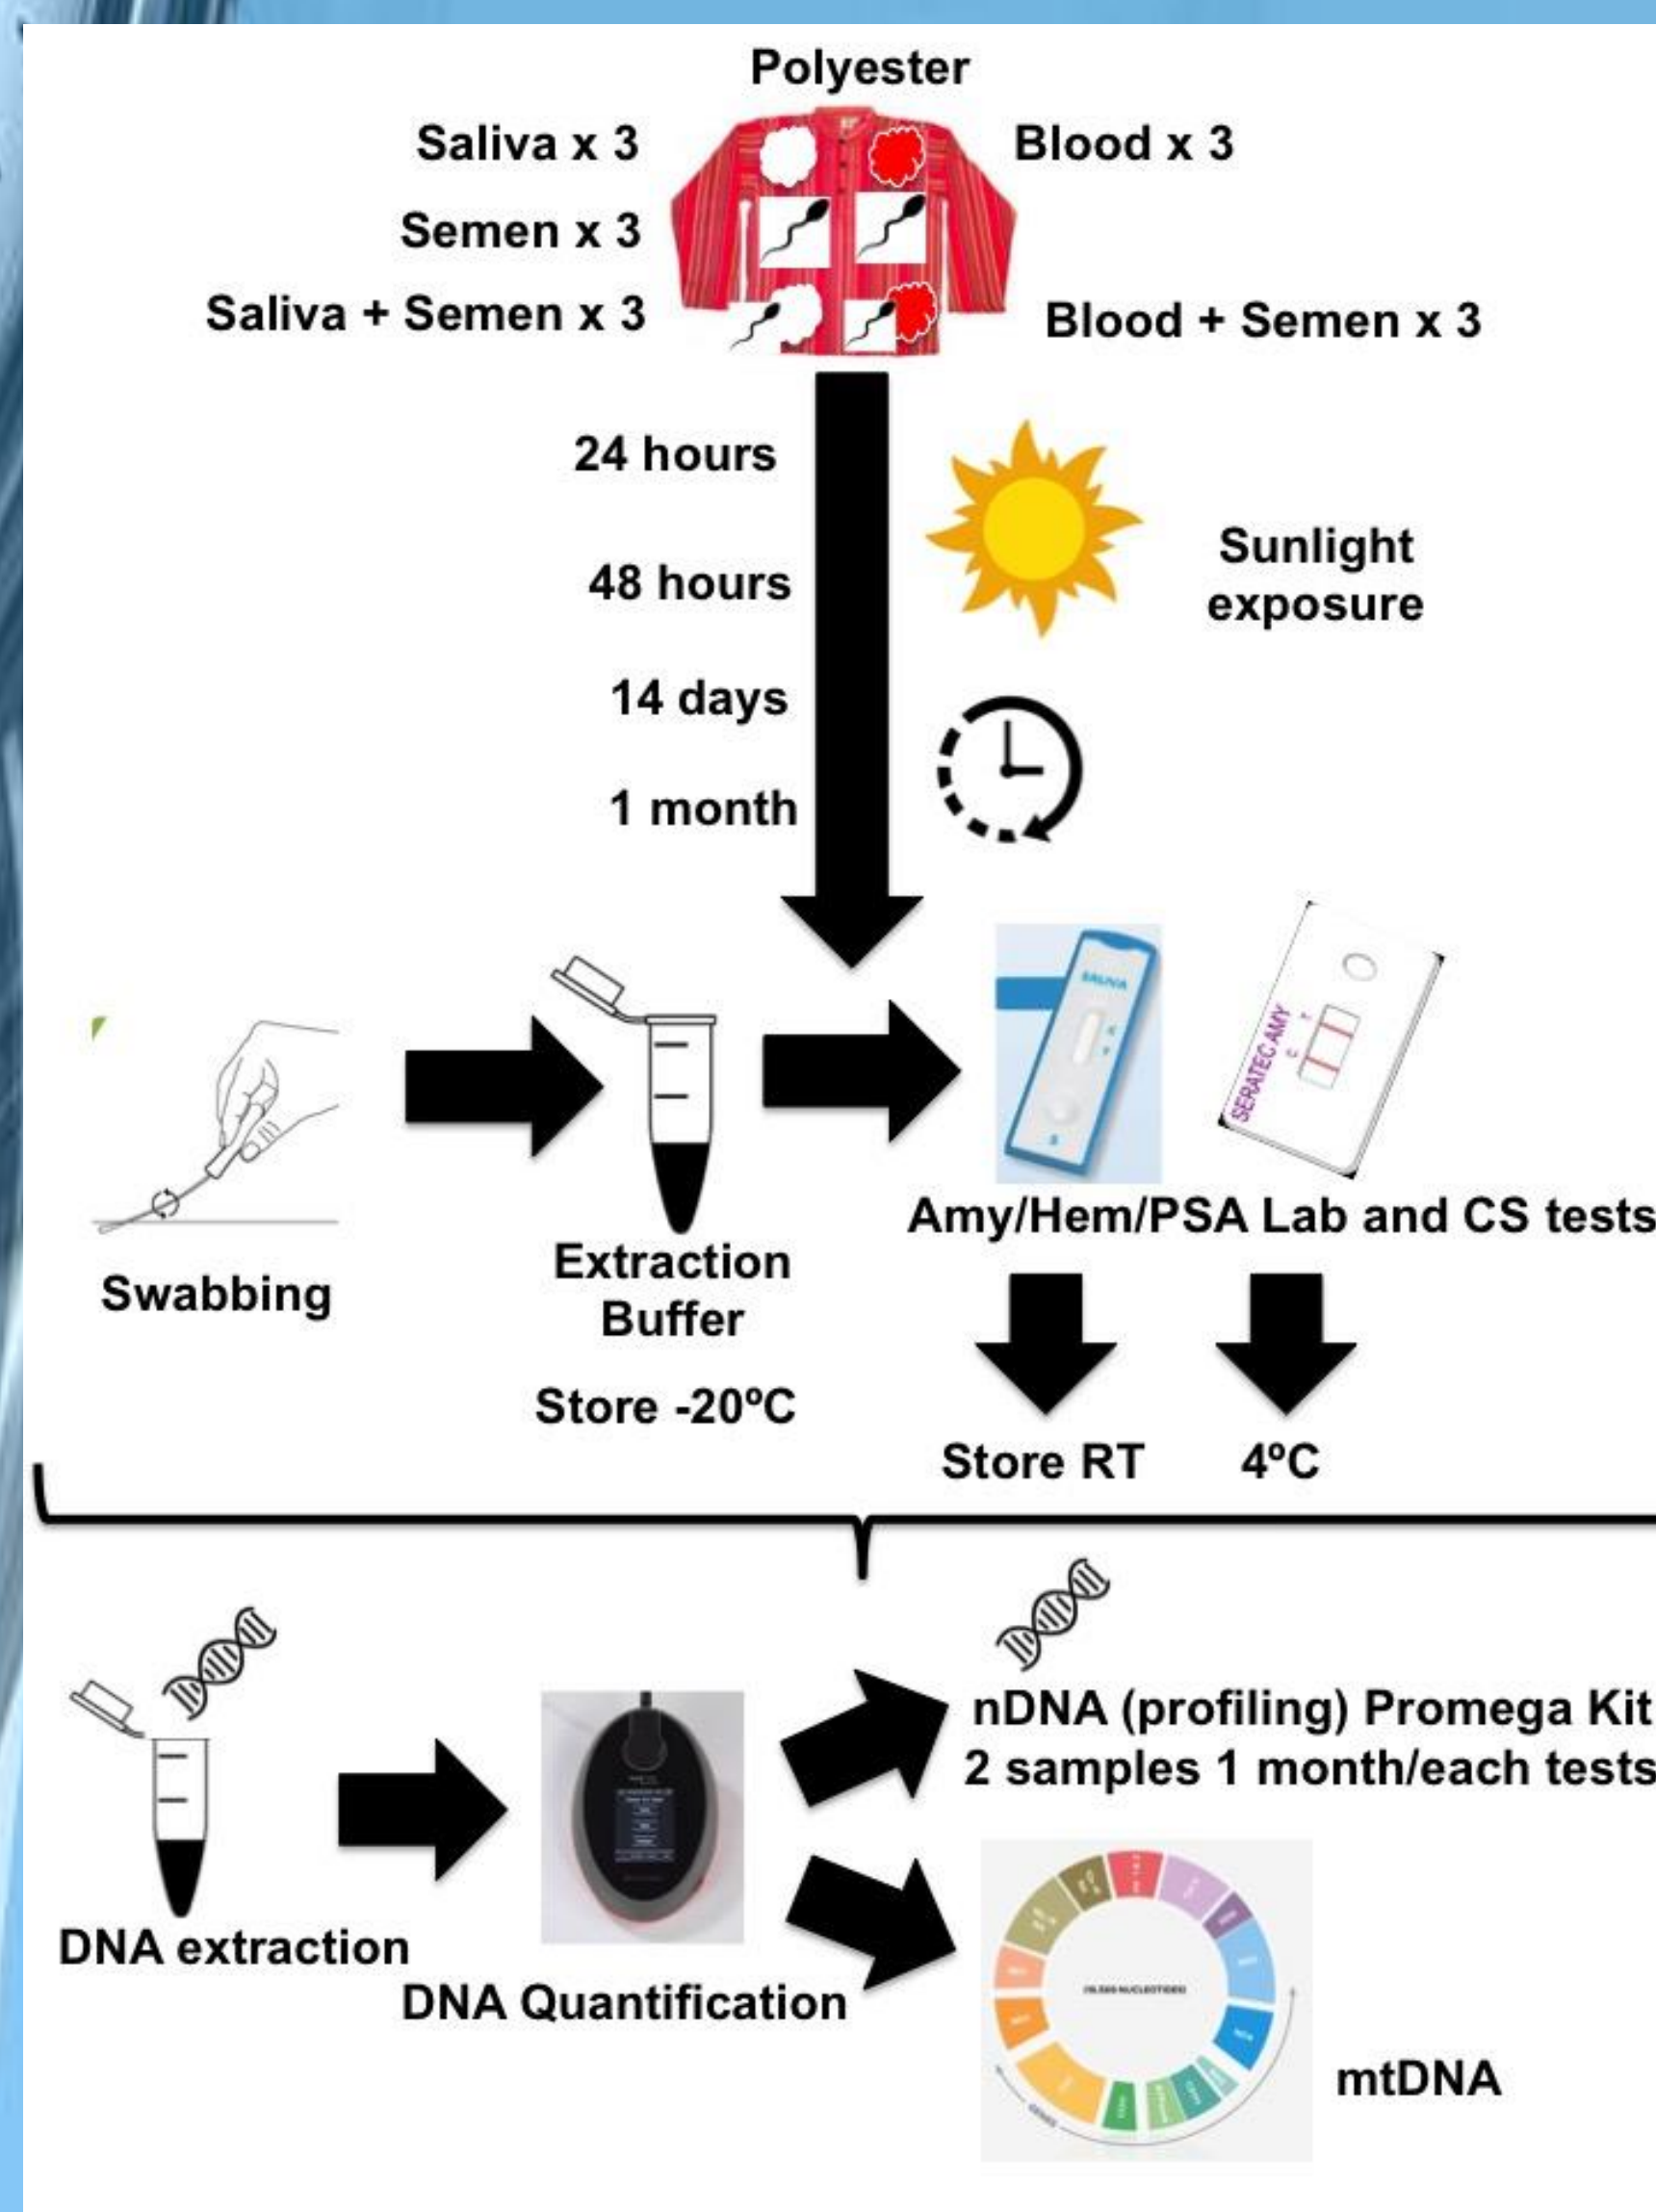 Polyester
Saliva x 3
Blood x 3
Semen x 3
Saliva + Semen x 3
Blood + Semen x 3
24 hours
48 hours
Sunlight
exposure
14 days
1 month
SALIVA
C
T
S
SERATEC AMY
C
T
Amy/Hem/PSA Lab and CS tests
Swabbing
Extraction
Buffer
Store -20ºC
Store RT
4ºC
nDNA (profiling) Promega Kit
2 samples 1 month/each tests
DNA extraction
DNA Quantification
GENES
mtDNA